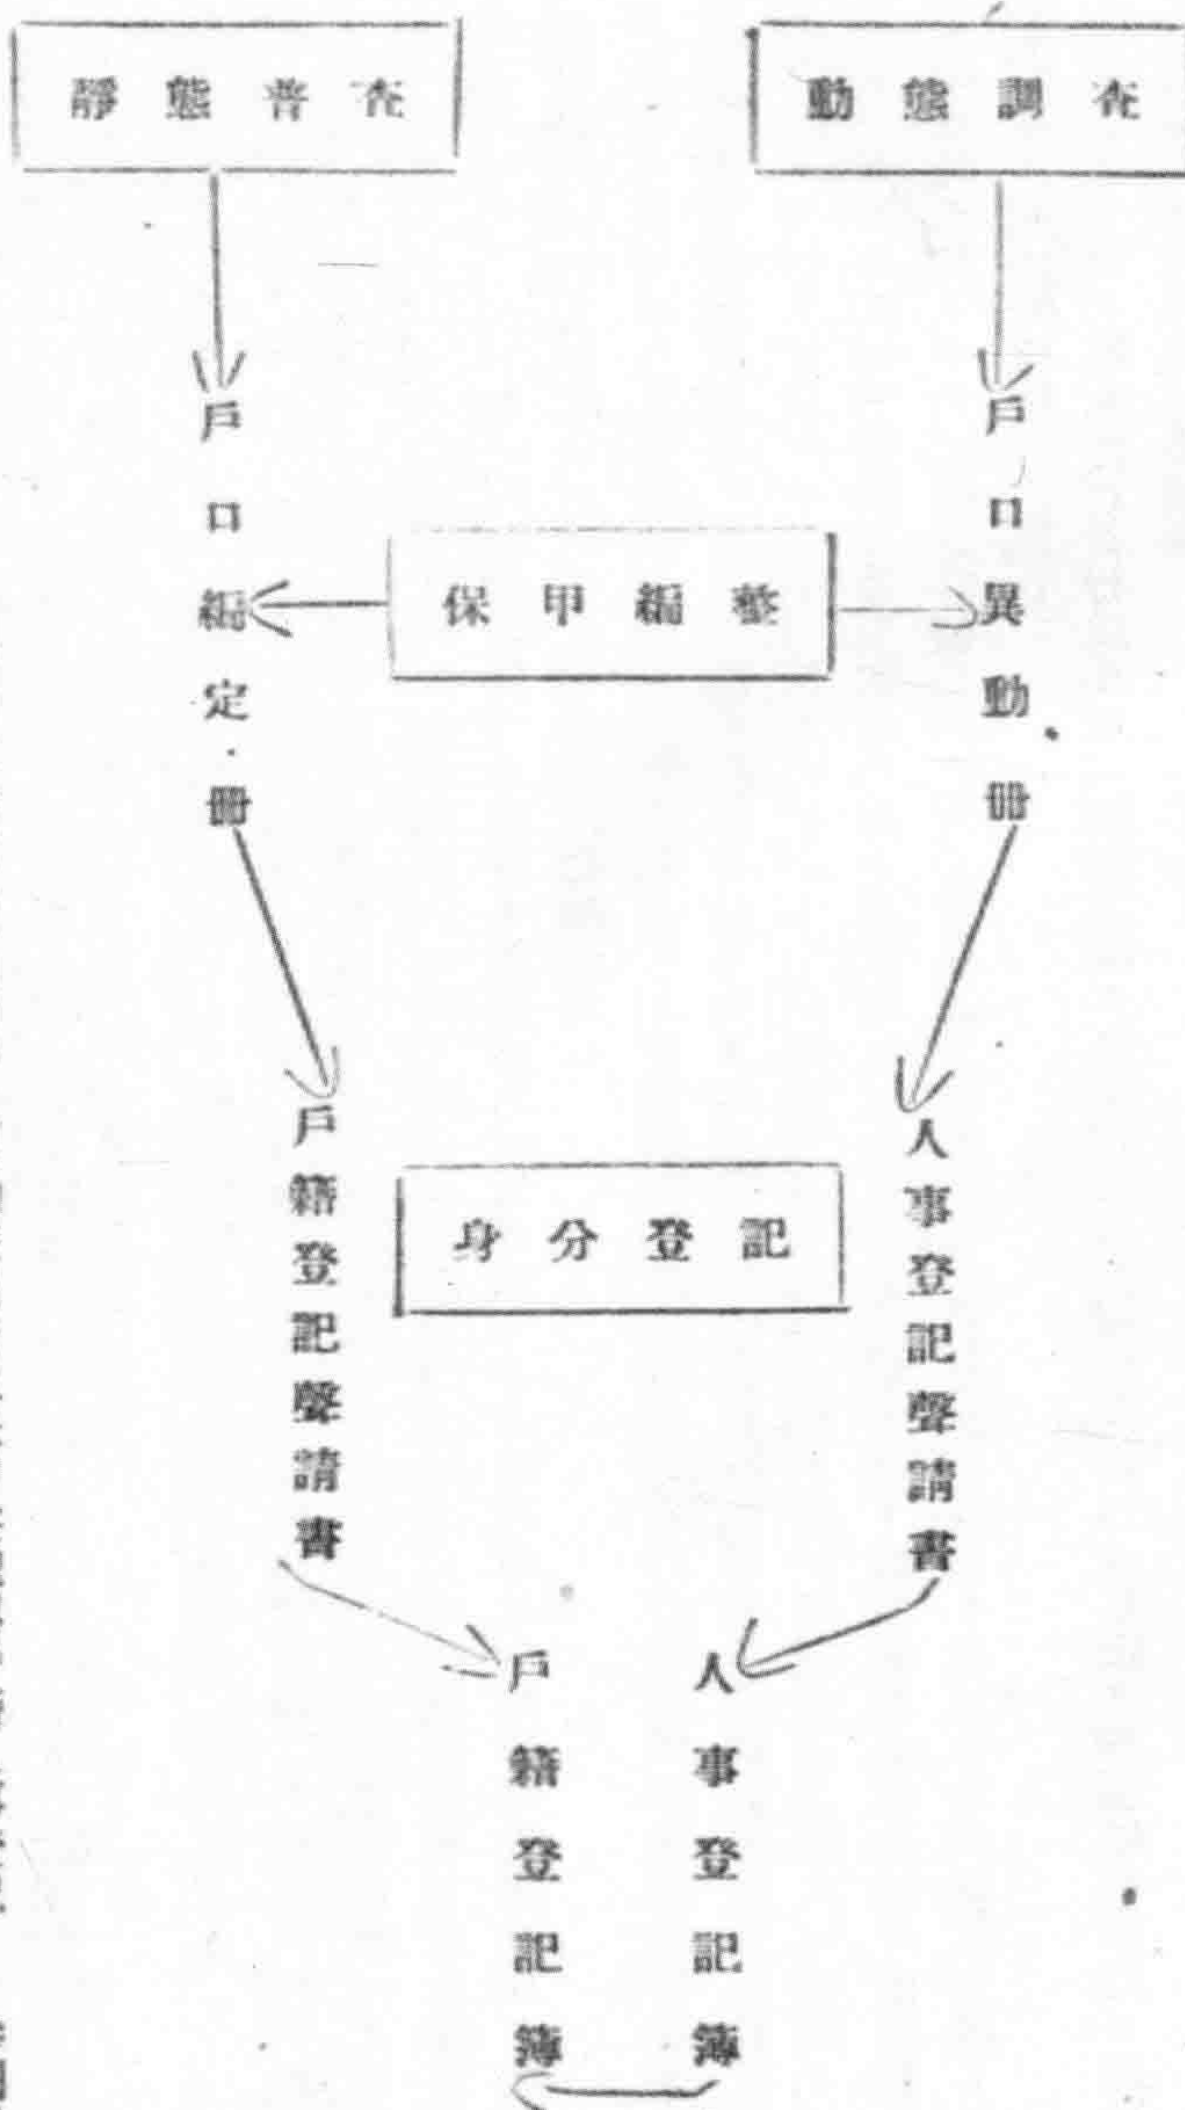 靜態普查
動態調查
戶口編定冊
保甲編整
戶口異動冊
戶籍登記聲請書
身分登記
人事登記聲請書
戶籍登記簿
人事登記簿